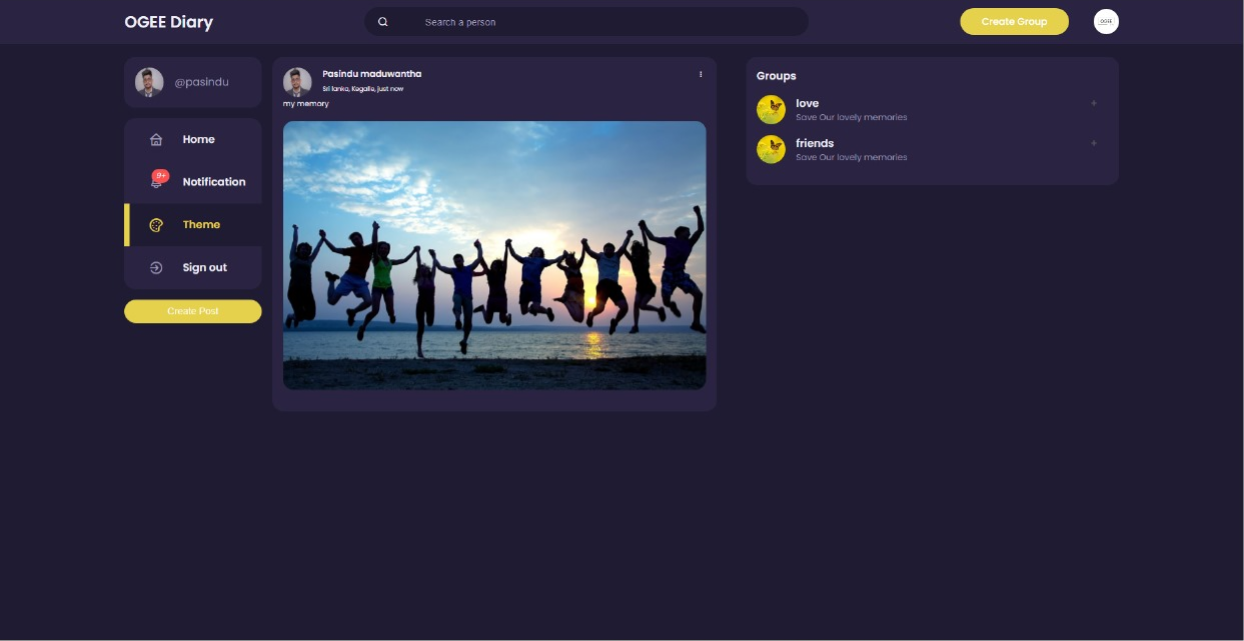 OGEE Diary
Search a person
Create Group
OGEE
@pasindu
Home
9+
Notification
Theme
Sign out
Create Post
Pasindu maduwantha
Sri lanka, Kegalle, just now
my memory
Groups
love
Save Our lovely memories
+
friends
Save Our lovely memories
+